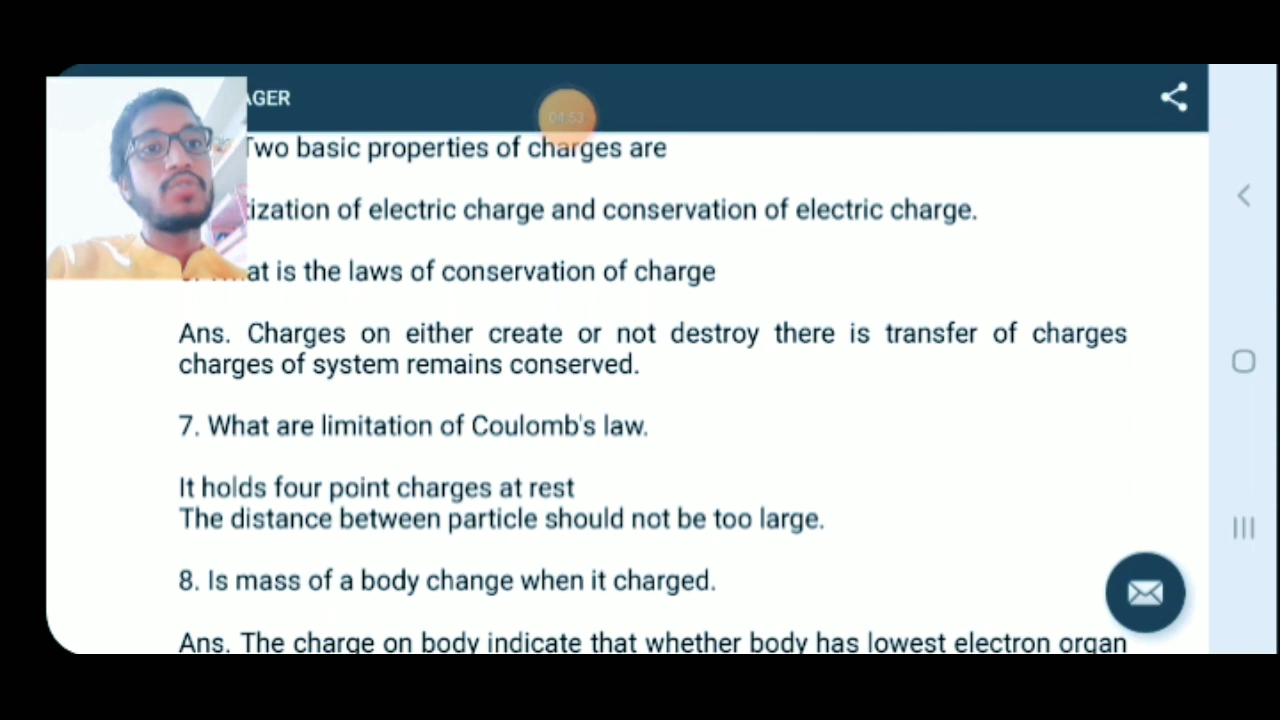 AGER
04:53
Two basic properties of charges are
tization of electric charge and conservation of electric charge.
at is the laws of conservation of charge
Ans. Charges on either create or not destroy there is transfer of charges
charges of system remains conserved.
7. What are limitation of Coulomb's law.
It holds four point charges at rest
The distance between particle should not be too large.
8. Is mass of a body change when it charged.
Ans. The charge on body indicate that whether body has lowest electron organ